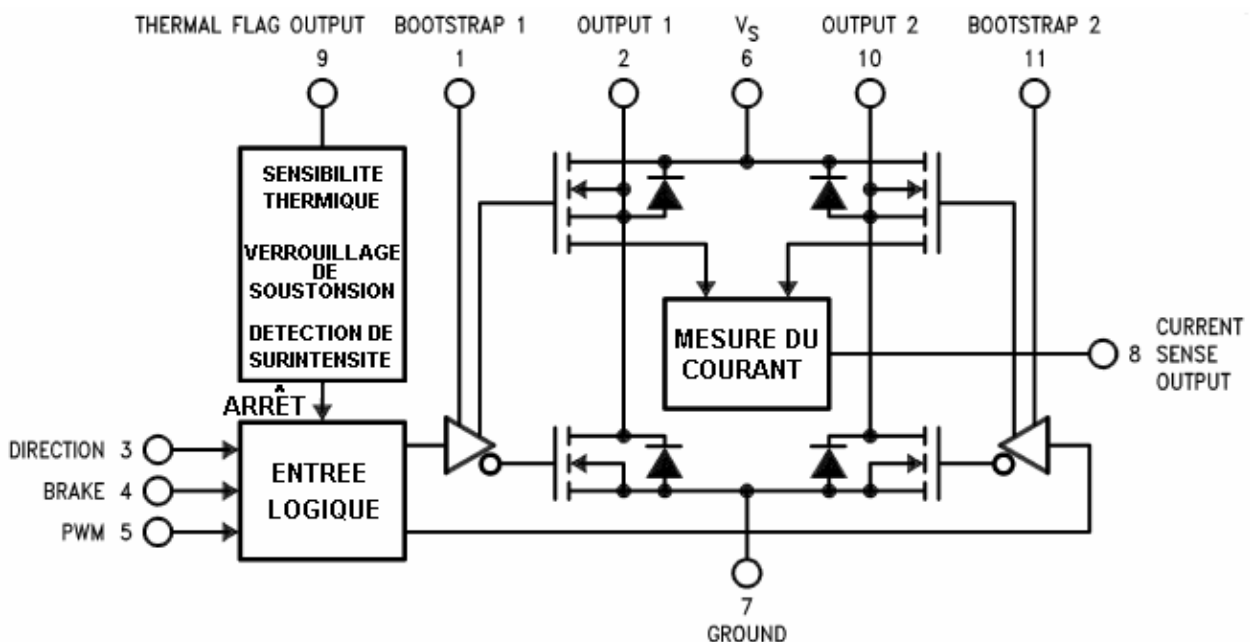 THERMAL FLAG OUTPUT
9
BOOTSTRAP 1
1
OUTPUT 1
2
VS
6
OUTPUT 2
10
BOOTSTRAP 2
11
SENSIBILITE
THERMIQUE
VERROUILLAGE
DE
SOUSTONSION
DETECTION DE
SURINTENSITE
ARRÊT
MESURE DU
COURANT
8
CURRENT
SENSE
OUTPUT
DIRECTION 3
BRAKE 4
PWM 5
ENTREE
LOGIQUE
7
GROUND